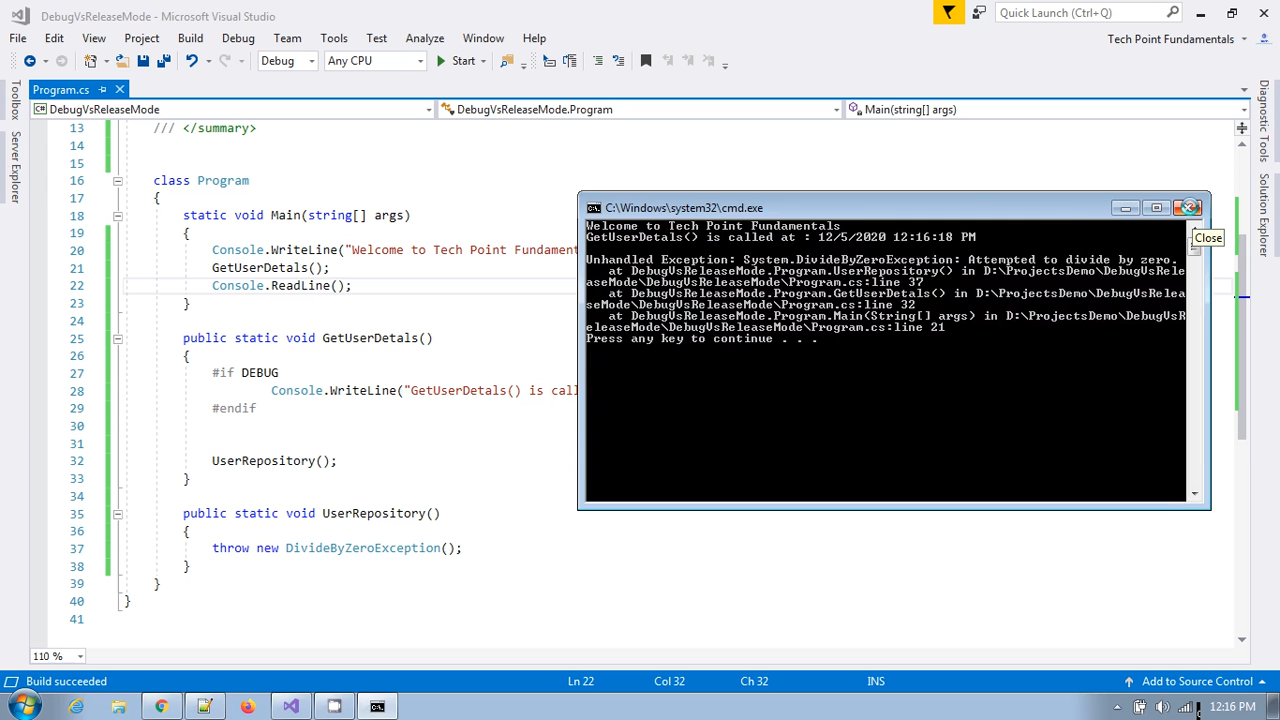 DebugVsReleaseMode - Microsoft Visual Studio
Quick Launch (Ctrl+Q)
File Edit View Project Build Debug Team Tools Test Analyze Window Help
Tech Point Fundamentals
Debug Any CPU Start
Program.cs
DebugVsReleaseMode DebugVsReleaseMode.Program Main(string[] args)
Toolbox
Server Explorer
Diagnostic Tools
Solution Explorer
13 /// </summary>
14
15
16 class Program
17 {
18 static void Main(string[] args)
19 {
20 Console.WriteLine("Welcome to Tech Point Fundament
21 GetUserDetals();
22 Console.ReadLine();
23 }
24
25 public static void GetUserDetals()
26 {
27 #if DEBUG
28 Console.WriteLine("GetUserDetals() is call
29 #endif
30
31
32 UserRepository();
33 }
34
35 public static void UserRepository()
36 {
37 throw new DivideByZeroException();
38 }
39 }
40 }
41
C:\Windows\system32\cmd.exe
Close
Welcome to Tech Point Fundamentals
GetUserDetals() is called at : 12/5/2020 12:16:18 PM
Unhandled Exception: System.DivideByZeroException: Attempted to divide by zero.
at DebugVsReleaseMode.Program.UserRepository() in D:\ProjectsDemo\DebugVsRele
aseMode\DebugVsReleaseMode\Program.cs:line 37
at DebugVsReleaseMode.Program.GetUserDetals() in D:\ProjectsDemo\DebugVsRelea
seMode\DebugVsReleaseMode\Program.cs:line 32
at DebugVsReleaseMode.Program.Main(String[] args) in D:\ProjectsDemo\DebugVsR
eleaseMode\DebugVsReleaseMode\Program.cs:line 21
Press any key to continue . . .
110 %
Build succeeded Ln 22 Col 32 Ch 32 INS Add to Source Control
12:16 PM